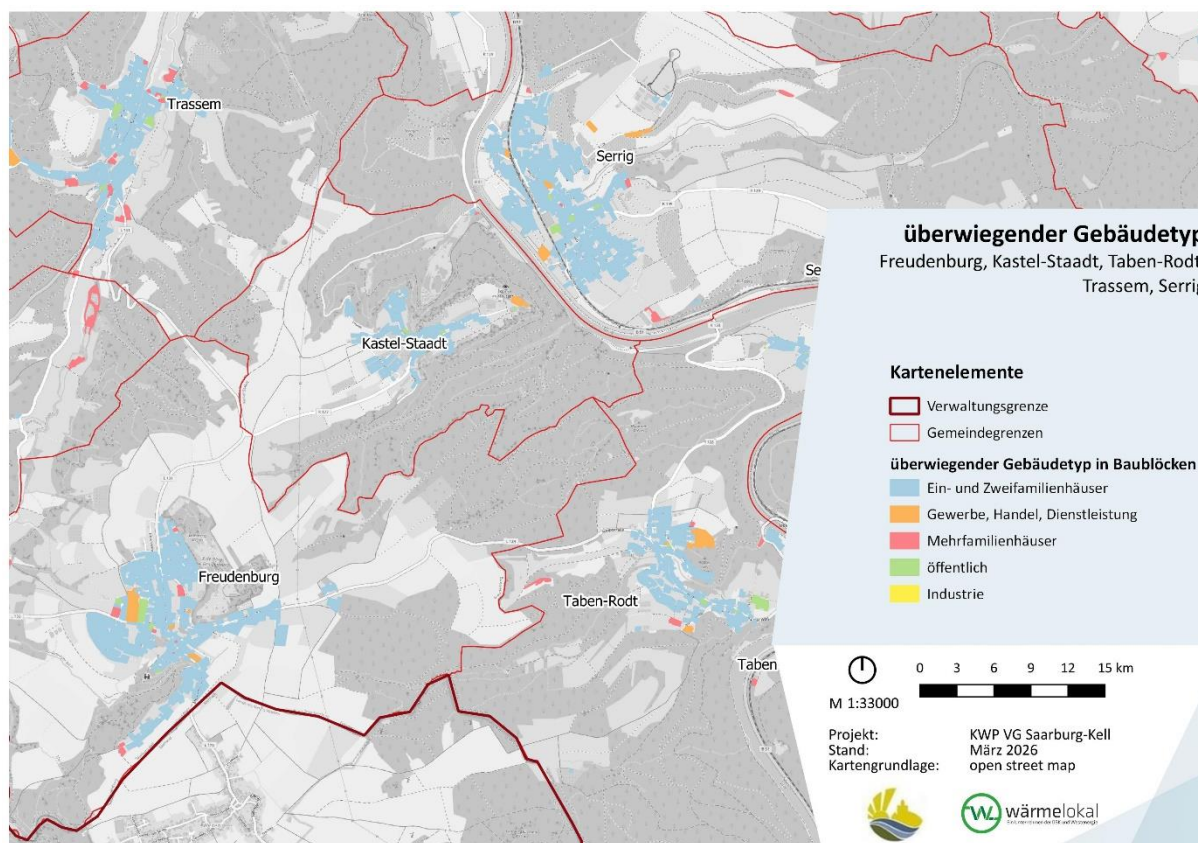 Trassem
Serrig
Se
Kastel-Staadt
Freudenburg
Taben-Rodt
Taben
überwiegender Gebäudetyp
Freudenburg, Kastel-Staadt, Taben-Rodt,
Trassem, Serrig
Kartenelemente
Verwaltungsgrenze
Gemeindegrenzen
überwiegender Gebäudetyp in Baublöcken
Ein- und Zweifamilienhäuser
Gewerbe, Handel, Dienstleistung
Mehrfamilienhäuser
öffentlich
Industrie
0 3 6 9 12 15 km
M 1:33000
Projekt: KWP VG Saarburg-Kell
Stand: März 2026
Kartengrundlage: open street map
WL wärmelokal